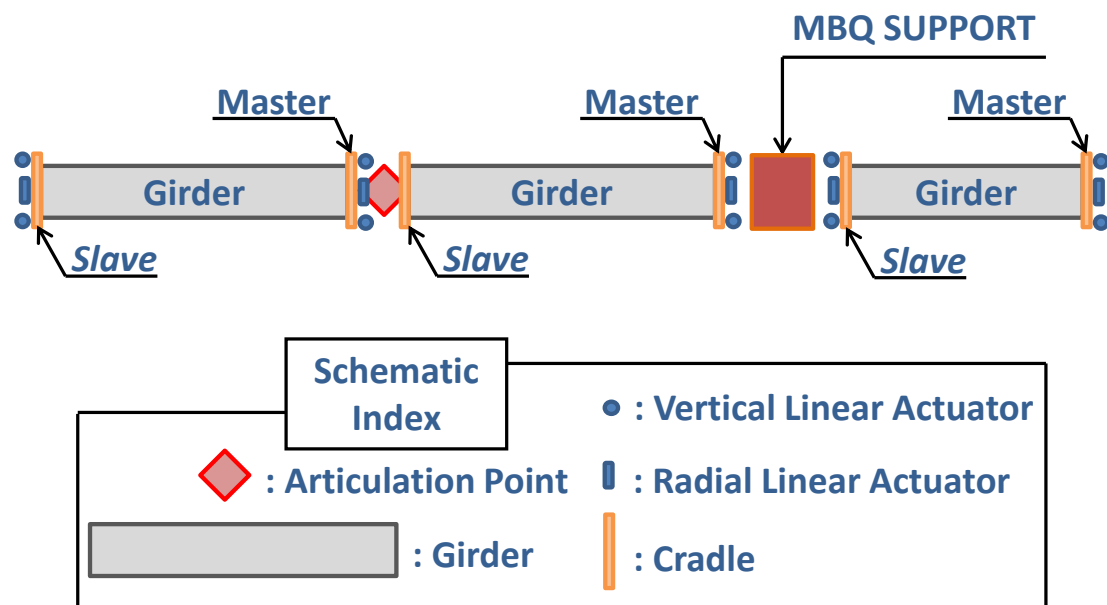 MBQ SUPPORT
Master
Master
Master
Girder
Girder
Girder
Slave
Slave
Slave
Schematic
Index
: Vertical Linear Actuator
: Articulation Point
: Radial Linear Actuator
: Girder
: Cradle